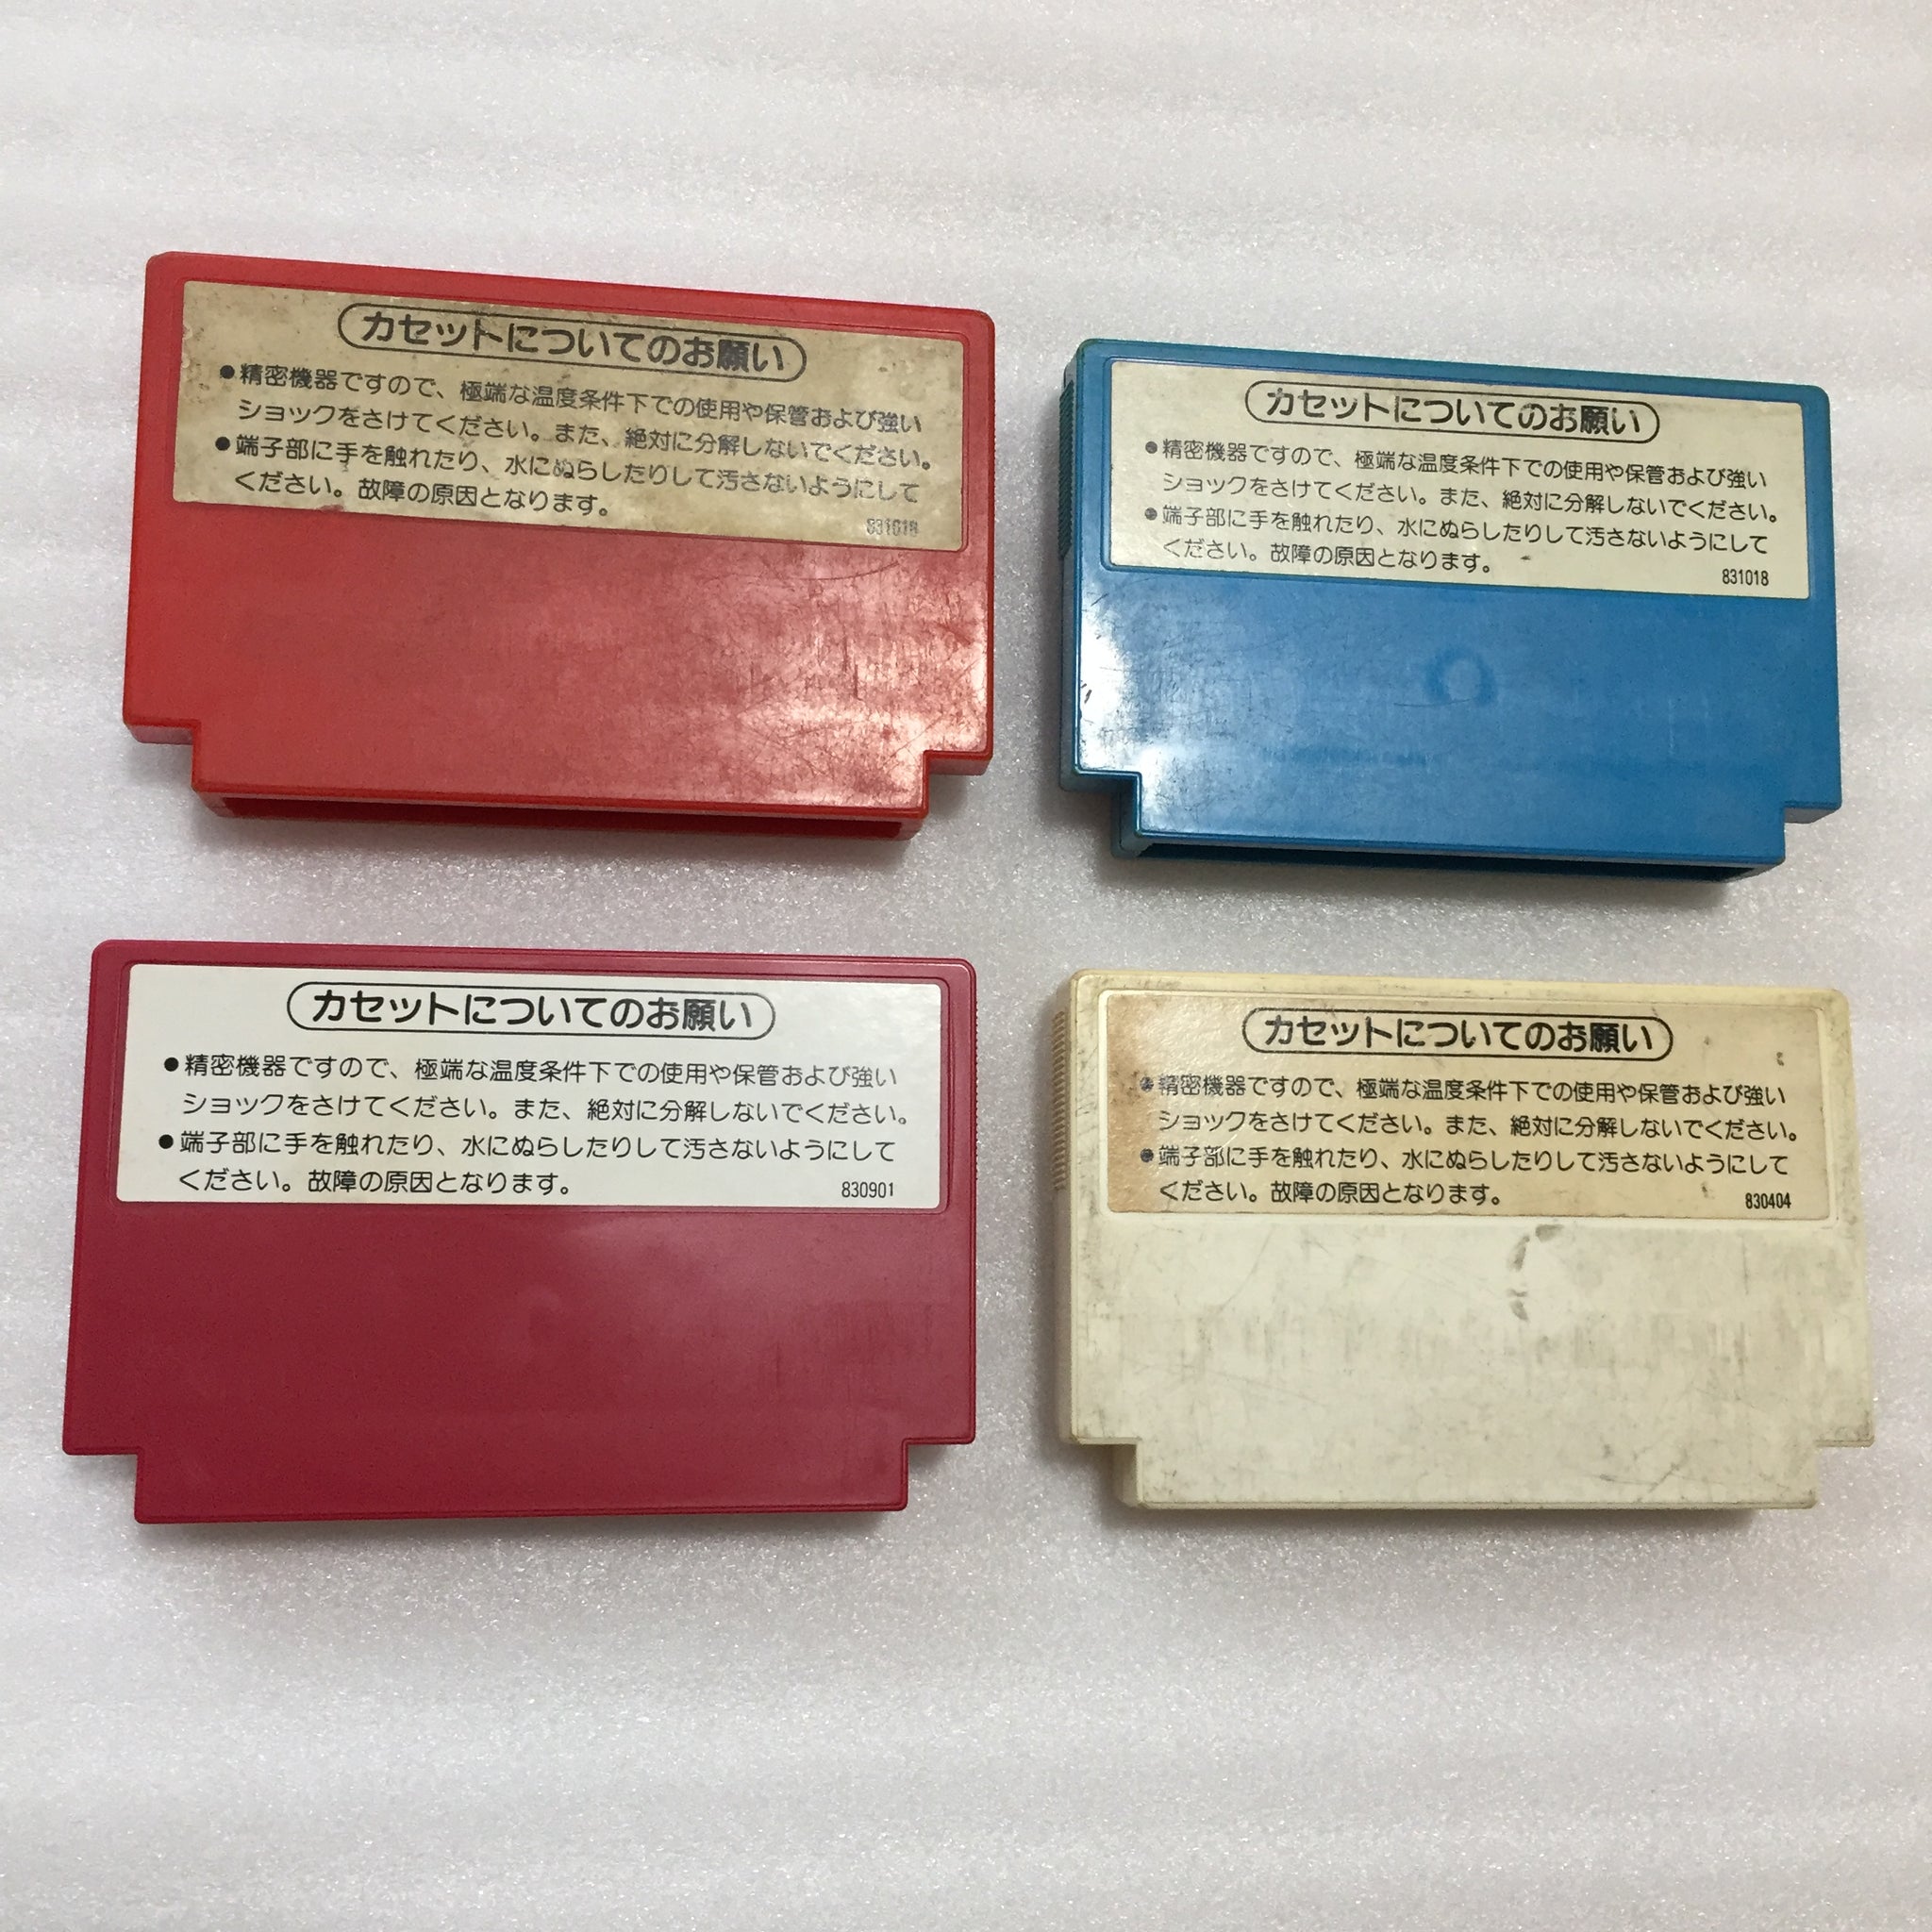 カセットについてのお願い
●精密機器ですので、極端な温度条件下での使用や保管および強い
ショックをさけてください。また、絶対に分解しないでください。
●端子部に手を触れたり、水にぬらしたりして汚さないようにして
ください。故障の原因となります。
831018
カセットについてのお願い
●精密機器ですので、極端な温度条件下での使用や保管および強い
ショックをさけてください。また、絶対に分解しないでください。
●端子部に手を触れたり、水にぬらしたりして汚さないようにして
ください。故障の原因となります。
831018
カセットについてのお願い
●精密機器ですので、極端な温度条件下での使用や保管および強い
ショックをさけてください。また、絶対に分解しないでください。
●端子部に手を触れたり、水にぬらしたりして汚さないようにして
ください。故障の原因となります。
830901
カセットについてのお願い
●精密機器ですので、極端な温度条件下での使用や保管および強い
ショックをさけてください。また、絶対に分解しないでください。
●端子部に手を触れたり、水にぬらしたりして汚さないようにして
ください。故障の原因となります。
830404